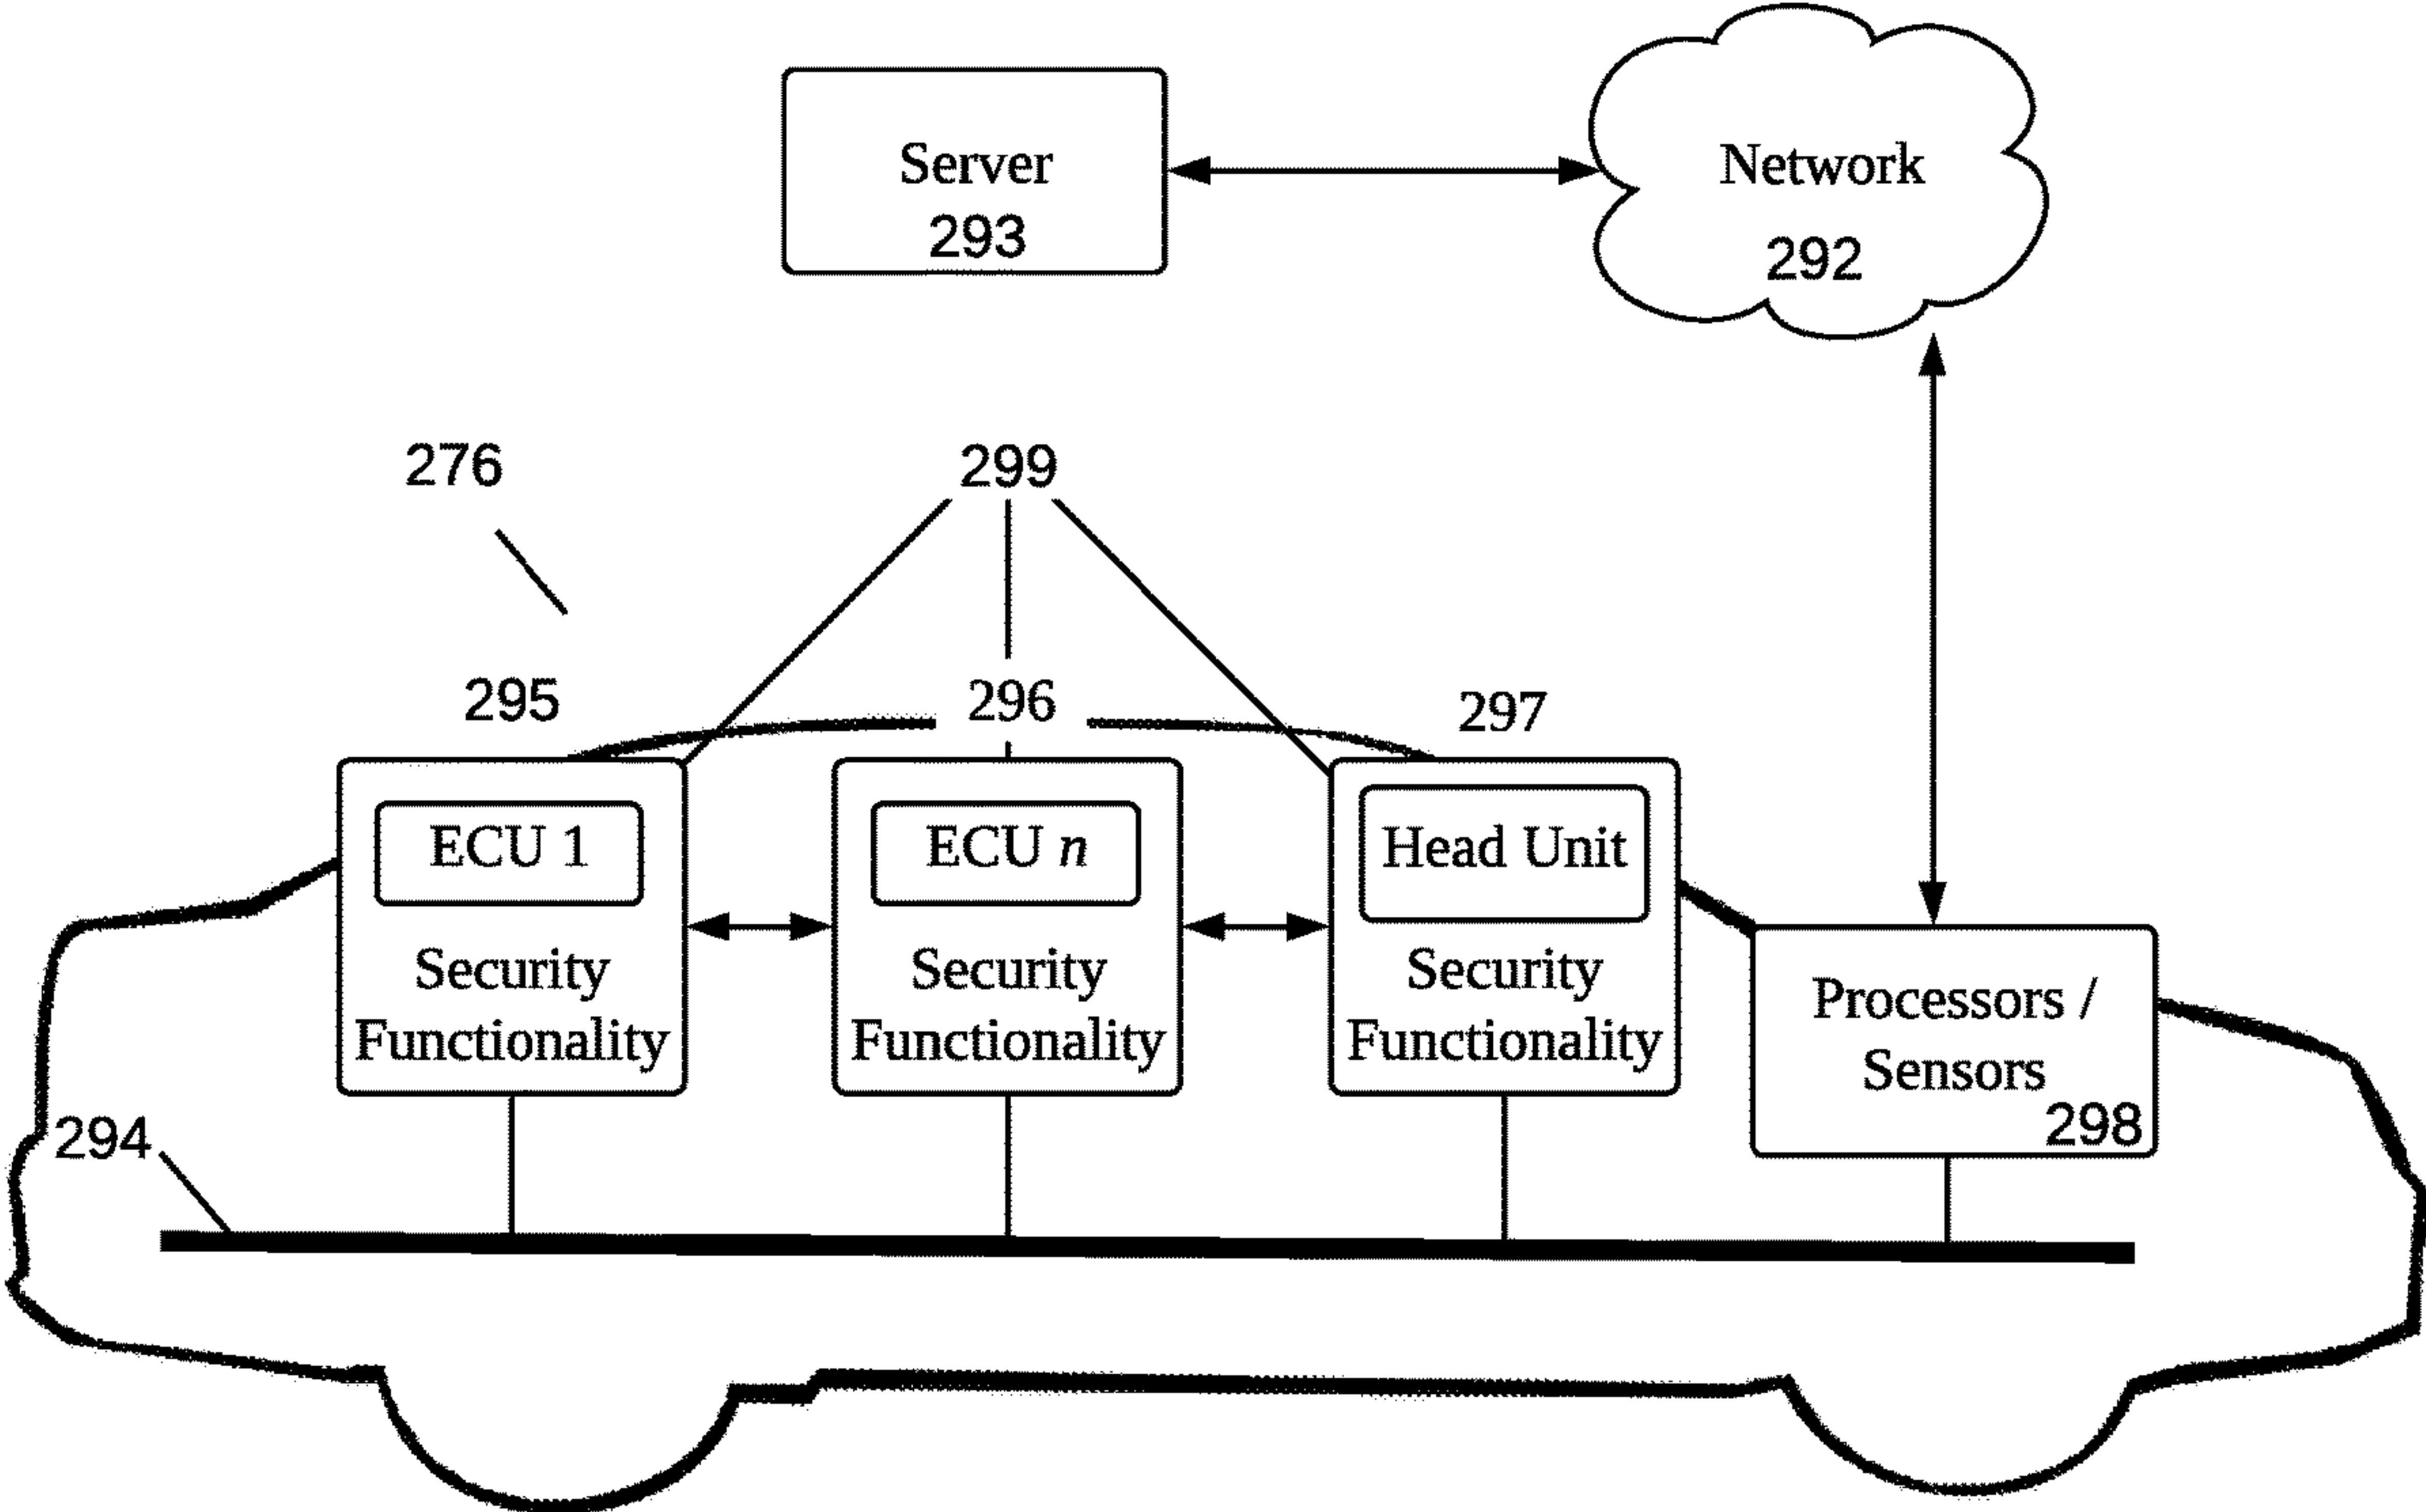 Server
293
Network
292
276
299
295
296
297
ECU 1
Security
Functionality
ECU n
Security
Functionality
Head Unit
Security
Functionality
Processors /
Sensors
298
294